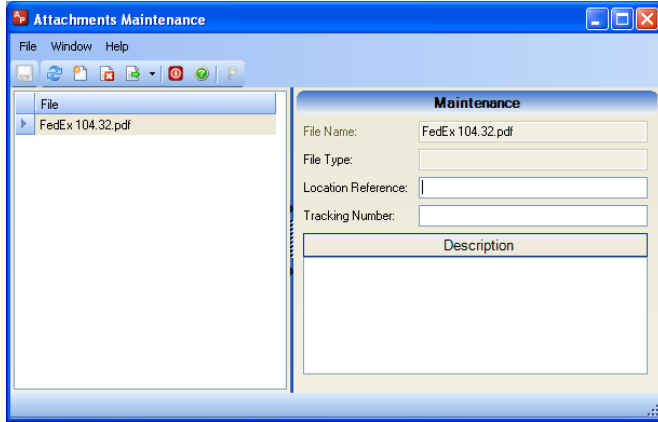 AP Attachments Maintenance
File Window Help
File
FedEx 104.32.pdf
Maintenance
File Name: FedEx 104.32.pdf
File Type:
Location Reference:
Tracking Number:
Description